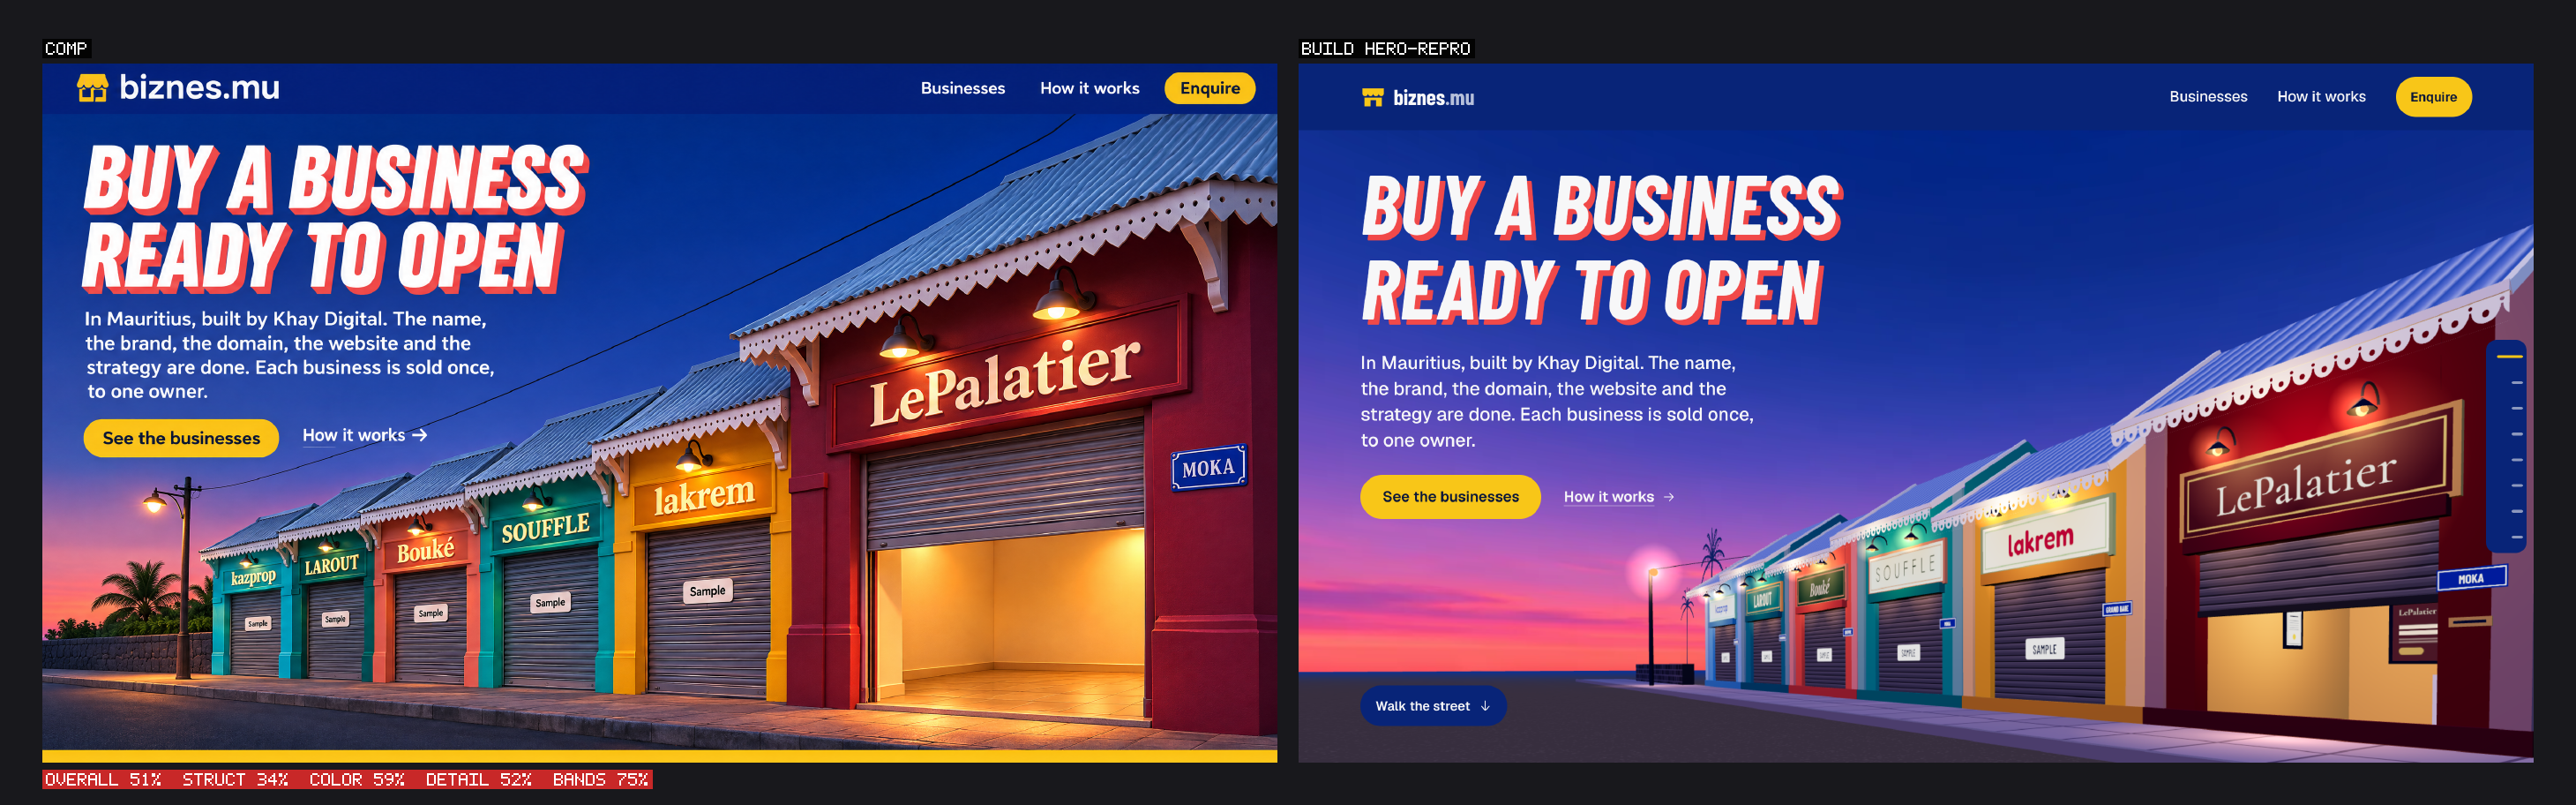 COMP
biznes.mu
Businesses
How it works
Enquire
BUY A BUSINESS
READY TO OPEN
In Mauritius, built by Khay Digital. The name,
the brand, the domain, the website and the
strategy are done. Each business is sold once,
to one owner.
See the businesses
How it works →
kazprop
LAROUT
Bouké
SOUFFLE
lakrem
LePalatier
MOKA
Sample
Sample
Sample
Sample
Sample
OVERALL 51% STRUCT 34% COLOR 59% DETAIL 52% BANDS 75%
BUILD HERO-REPRO
biznes.mu
Businesses
How it works
Enquire
BUY A BUSINESS
READY TO OPEN
In Mauritius, built by Khay Digital. The name,
the brand, the domain, the website and the
strategy are done. Each business is sold once,
to one owner.
See the businesses
How it works →
Walk the street ↓
LAROUT
Bouké
SOUFFLE
lakrem
LePalatier
GRAND BAIE
MOKA
LePalatier
SAMPLE
SAMPLE
SAMPLE